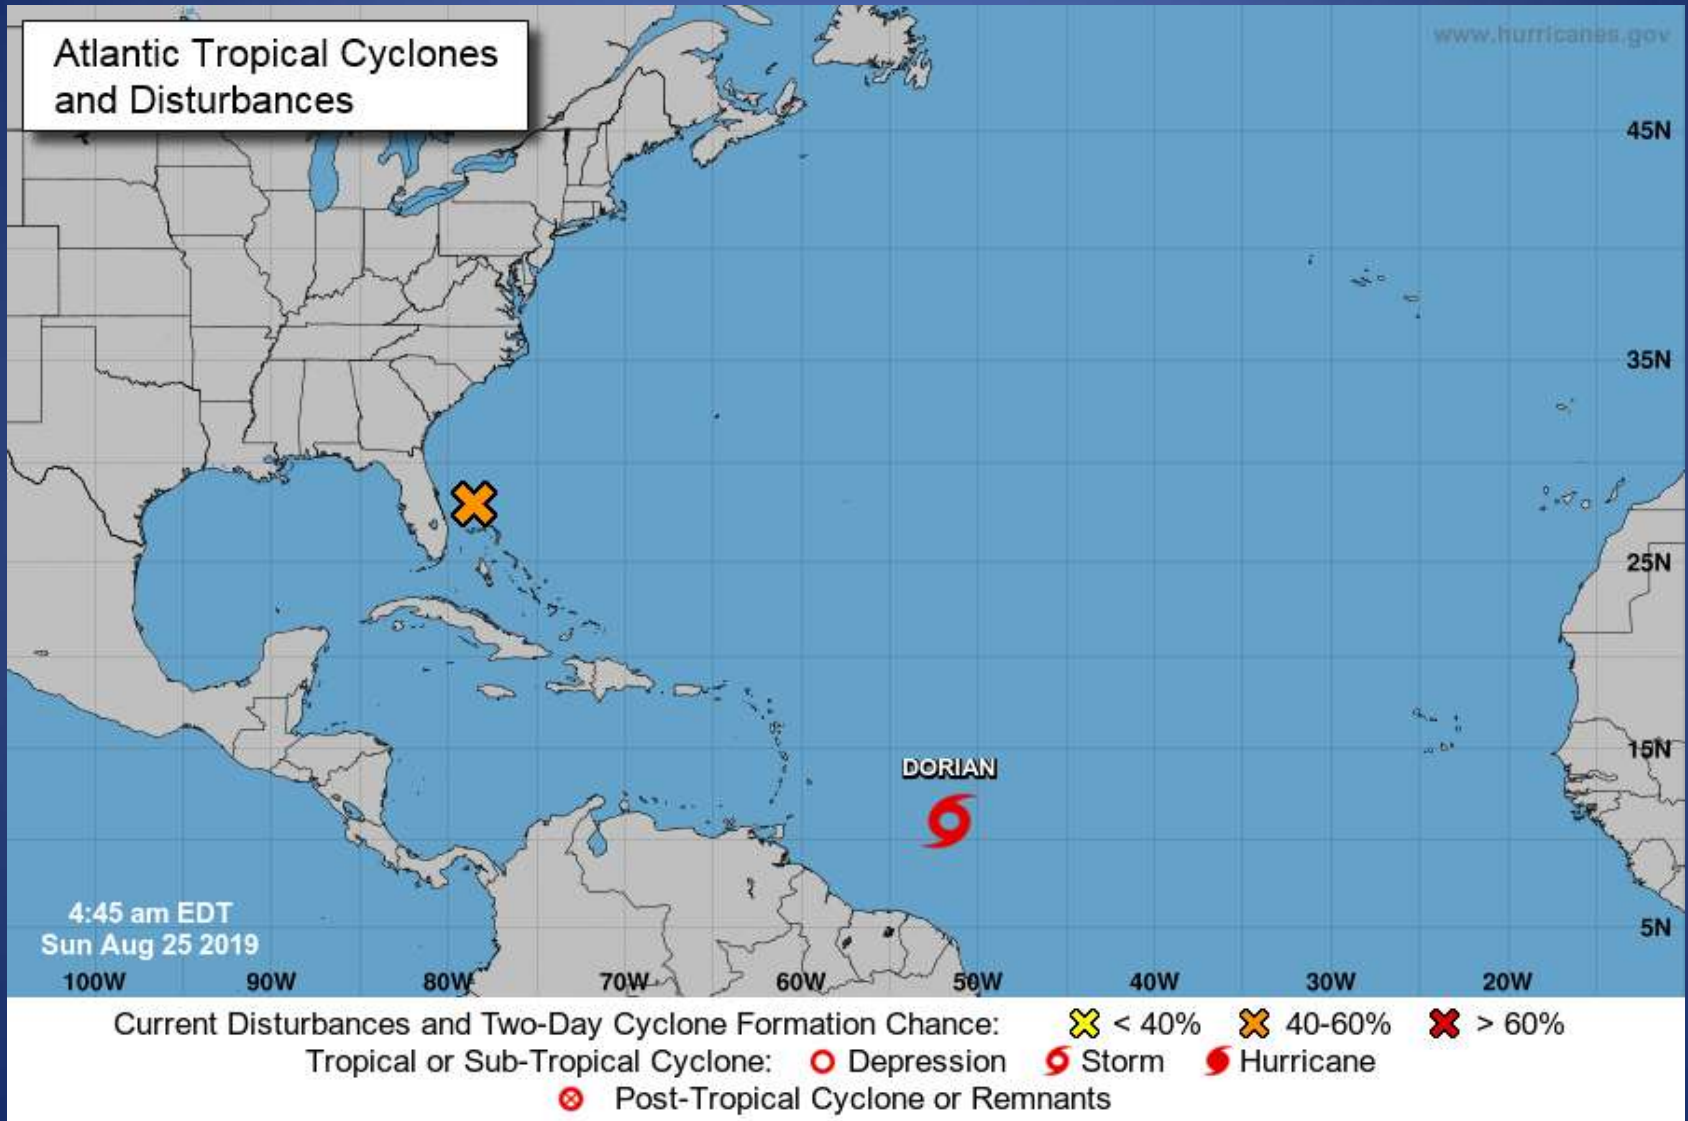 Atlantic Tropical Cyclones
and Disturbances
www.hurricanes.gov
45N
35N
25N
15N
DORIAN
5N
4:45 am EDT
Sun Aug 25 2019
100W 90W 80W 70W 60W 50W 40W 30W 20W
Current Disturbances and Two-Day Cyclone Formation Chance: < 40% 40-60% > 60%
Tropical or Sub-Tropical Cyclone: Depression Storm Hurricane
Post-Tropical Cyclone or Remnants